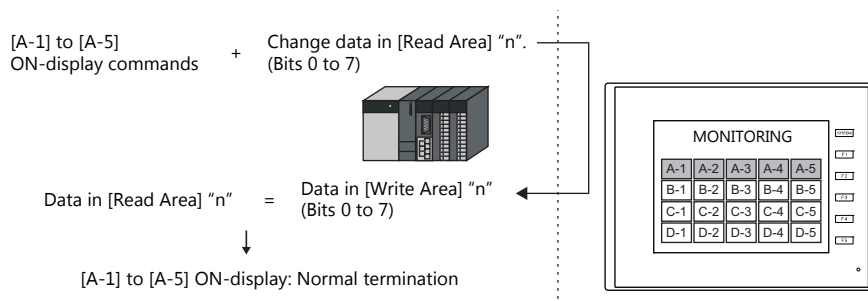 [A-1] to [A-5]
ON-display commands
+
Change data in [Read Area] “n”.
(Bits 0 to 7)
Data in [Read Area] “n”
=
Data in [Write Area] “n”
(Bits 0 to 7)
[A-1] to [A-5] ON-display: Normal termination
MONITORING
A-1 A-2 A-3 A-4 A-5
B-1 B-2 B-3 B-4 B-5
C-1 C-2 C-3 C-4 C-5
D-1 D-2 D-3 D-4 D-5
SYSTEM
F1
F2
F3
F4
F5